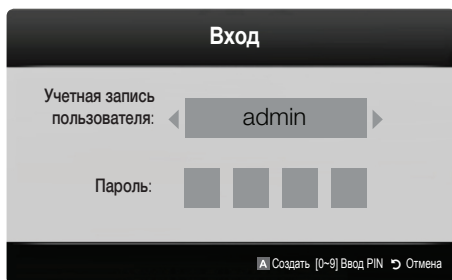 Вход
Учетная запись
пользователя:
admin
Пароль:
A Создать [0~9] Ввод PIN Отмена